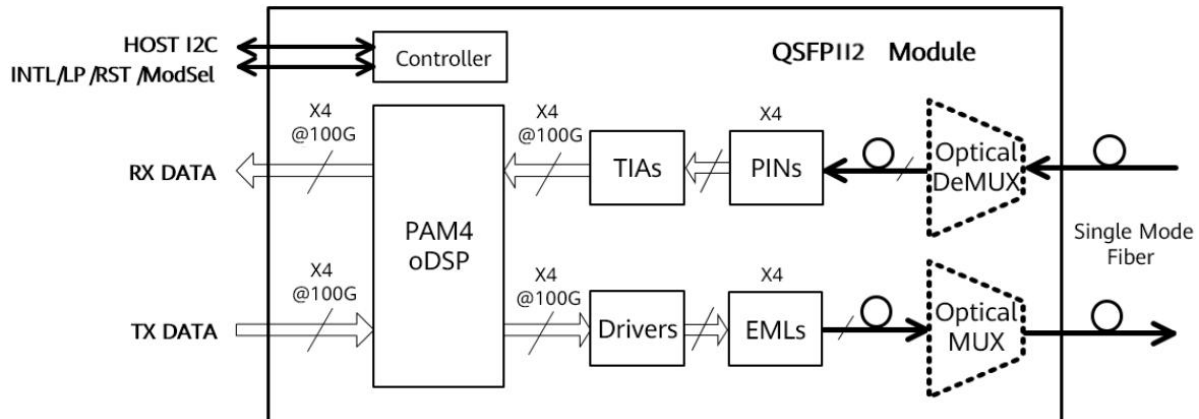 HOST I2C
INTL/LP/RST/ModSel
Controller
QSFP112 Module
X4
@100G
X4
@100G
X4
RX DATA
TIAs
PINs
Optical
DeMUX
PAM4
oDSP
Single Mode
Fiber
X4
@100G
X4
@100G
X4
TX DATA
Drivers
EMLs
Optical
MUX